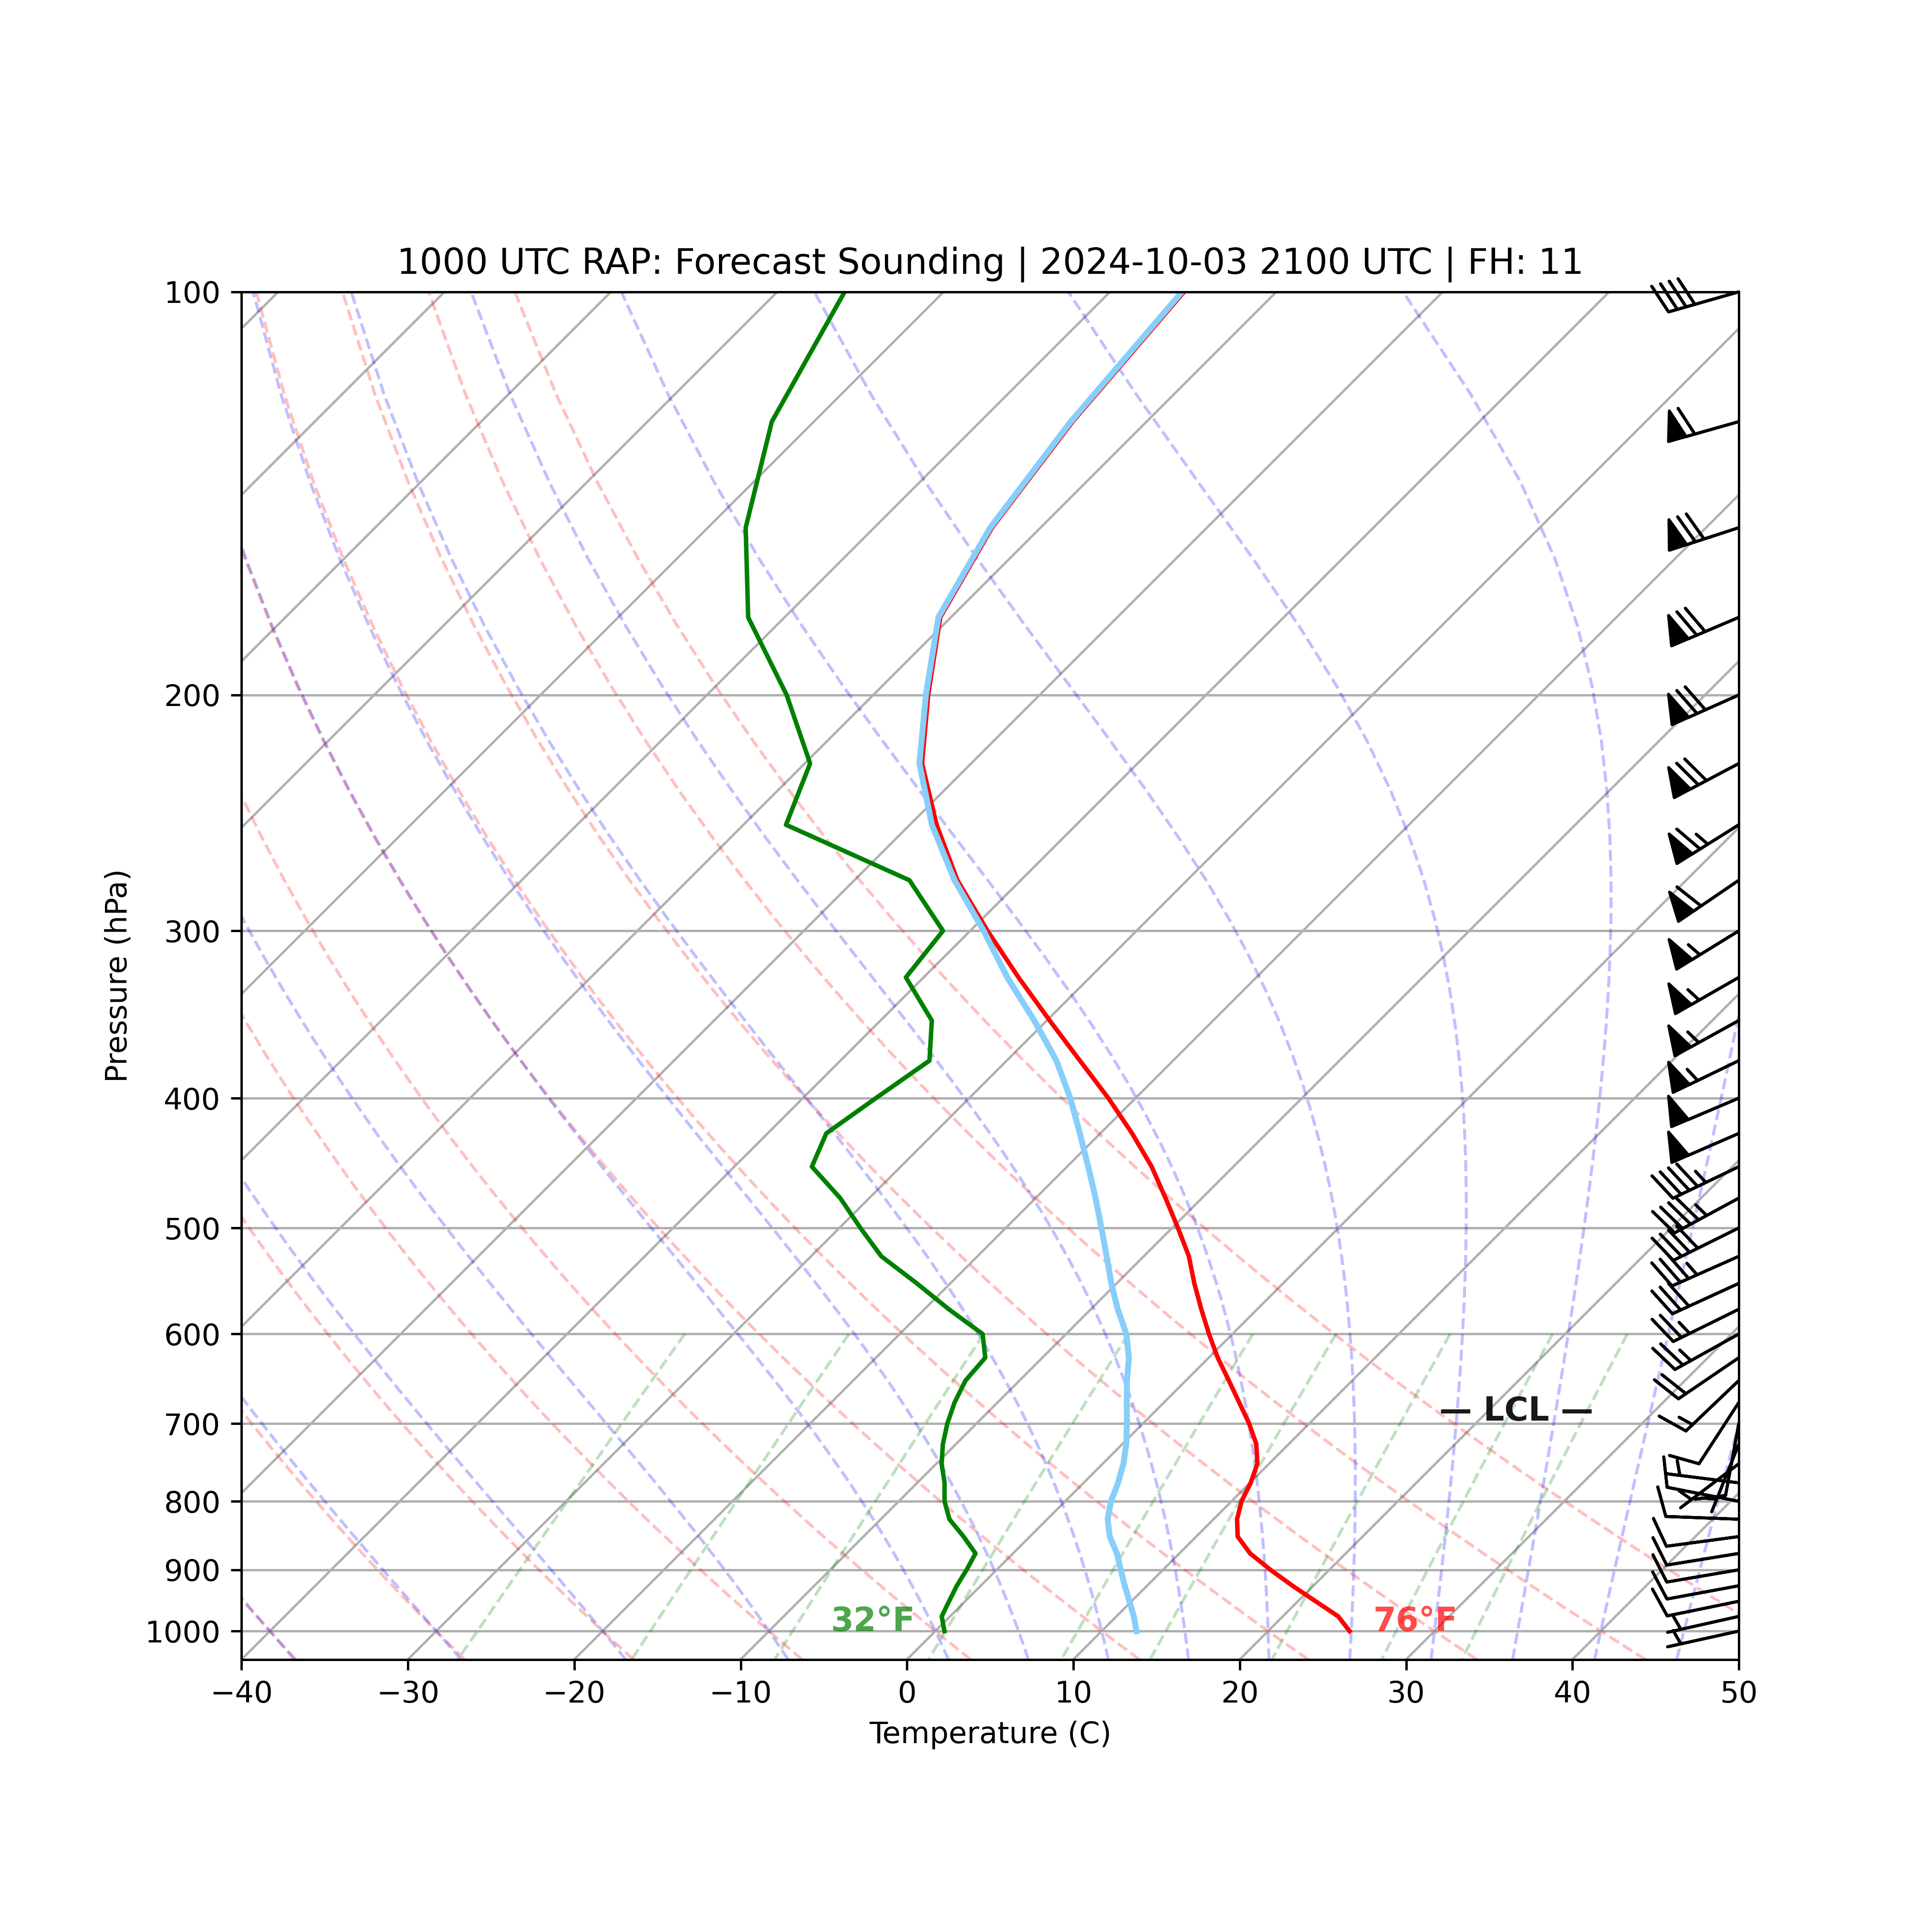 1000 UTC RAP: Forecast Sounding | 2024-10-03 2100 UTC | FH: 11
100
200
300
400
500
600
700
800
900
1000
Pressure (hPa)
— LCL —
32°F
76°F
−40 −30 −20 −10 0 10 20 30 40 50
Temperature (C)